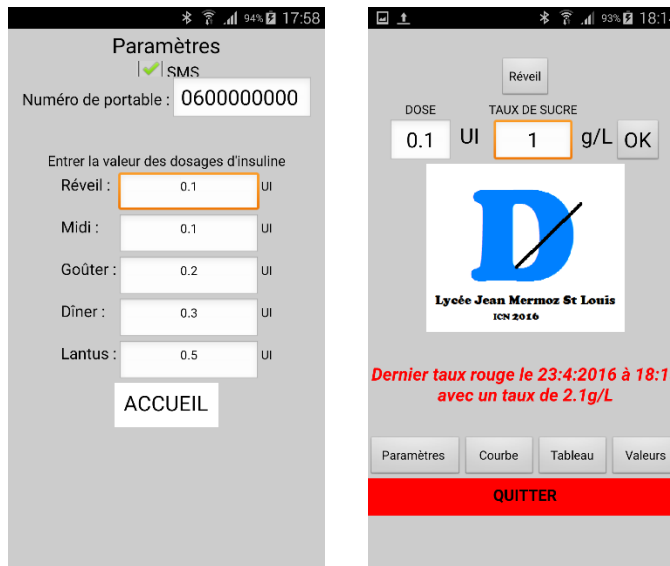 94% 17:58
Paramètres
SMS
Numéro de portable : 0600000000
Entrer la valeur des dosages d'insuline
Réveil : 0.1 UI
Midi : 0.1 UI
Goûter : 0.2 UI
Dîner : 0.3 UI
Lantus : 0.5 UI
ACCUEIL
93% 18:14
Réveil
DOSE TAUX DE SUCRE
0.1 UI 1 g/L OK
D
Lycée Jean Mermoz St Louis
ICN 2016
Dernier taux rouge le 23:4:2016 à 18:1
avec un taux de 2.1g/L
Paramètres Courbe Tableau Valeurs
QUITTER